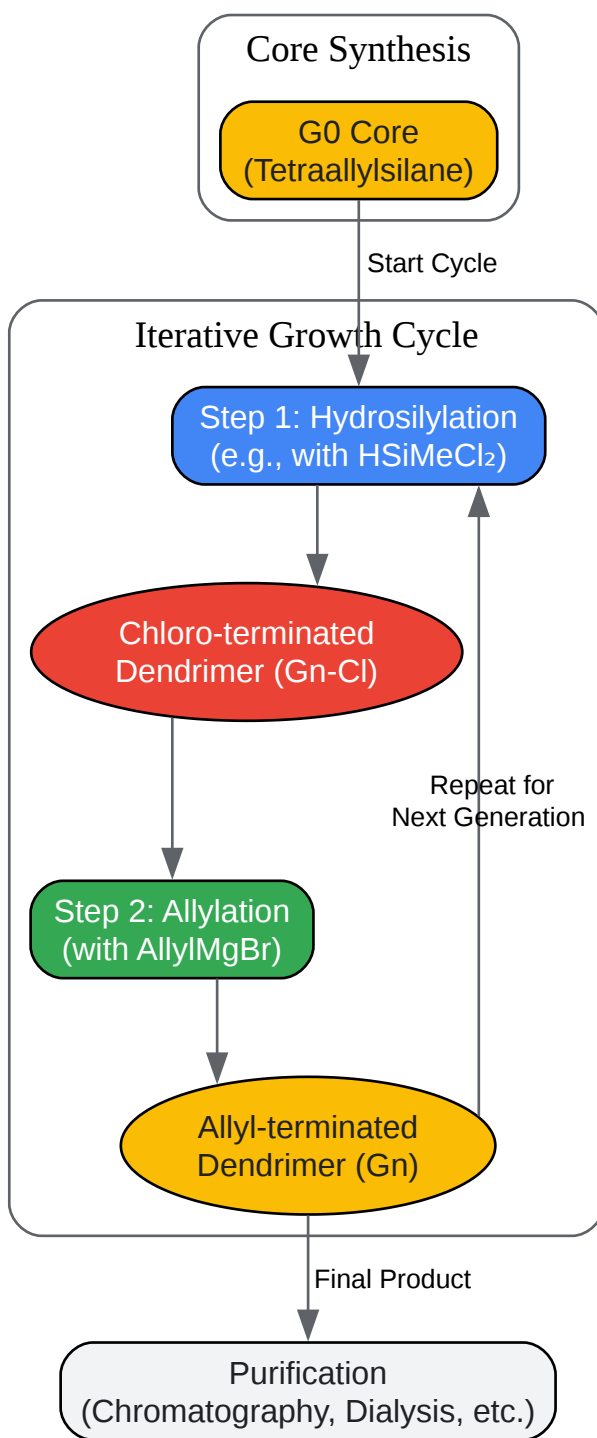 Core Synthesis
G0 Core
(Tetraallylsilane)
Start Cycle
Iterative Growth Cycle
Step 1: Hydrosilylation
(e.g., with HSiMeCl₂)
Chloro-terminated
Dendrimer (Gn-Cl)
Repeat for
Next Generation
Step 2: Allylation
(with AllylMgBr)
Allyl-terminated
Dendrimer (Gn)
Final Product
Purification
(Chromatography, Dialysis, etc.)